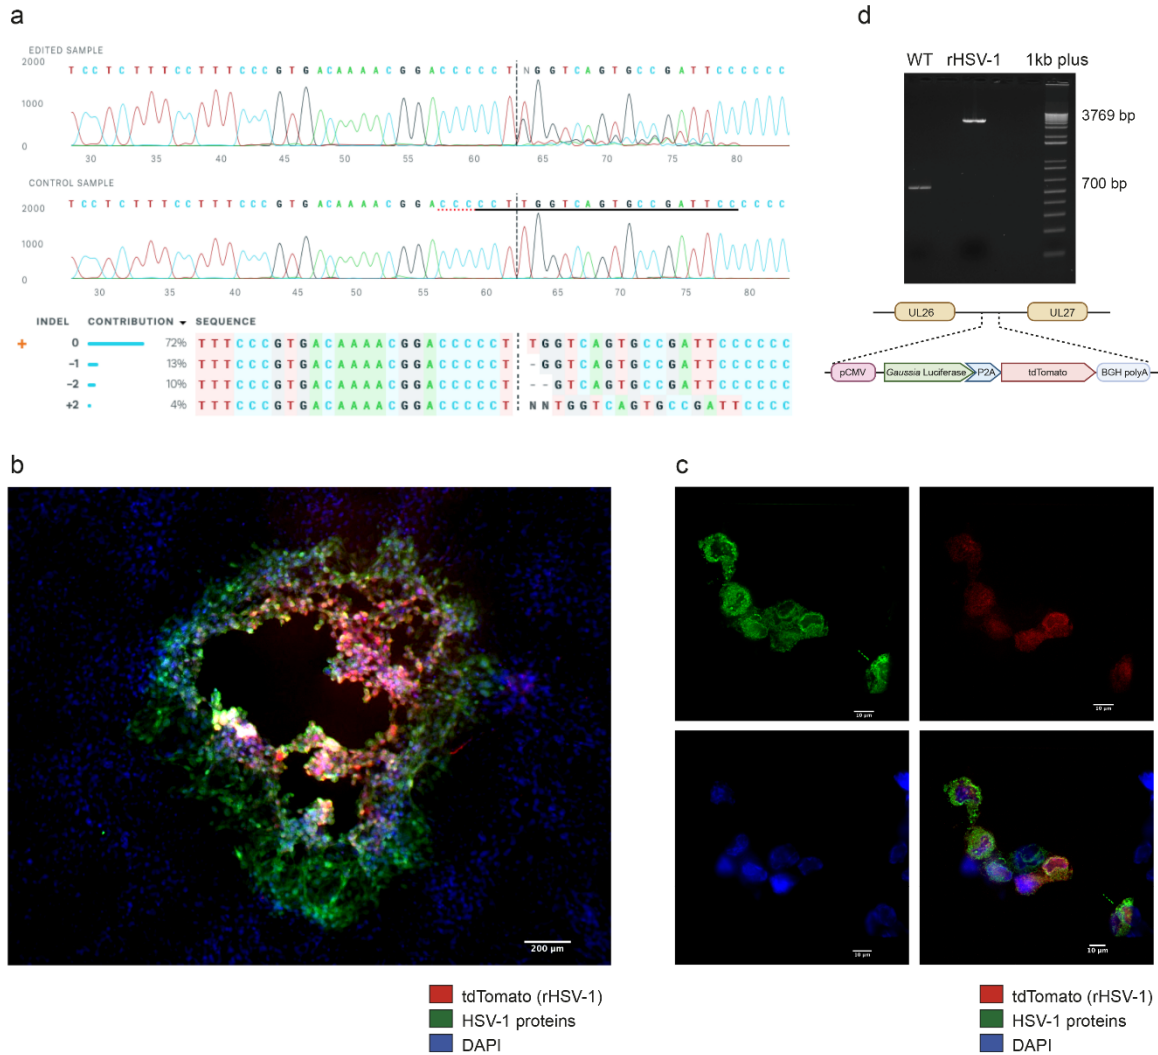 a
EDITED SAMPLE
2000
T C C T C T T T C C T T T C C C G T G A C A A A A C G G A C C C C C T N G G T C A G T G C C G A T T C C C C C C
1000
0
30 35 40 45 50 55 60 65 70 75 80
CONTROL SAMPLE
2000
T C C T C T T T C C T T T C C C G T G A C A A A A C G G A C C C C C T T G G T C A G T G C C G A T T C C C C C C
1000
0
30 35 40 45 50 55 60 65 70 75 80
INDEL CONTRIBUTION SEQUENCE
+ 0 72% T T T C C C G T G A C A A A A C G G A C C C C C T T G G T C A G T G C C G A T T C C C C C C
-1 13% T T T C C C G T G A C A A A A C G G A C C C C C T - G G T C A G T G C C G A T T C C C C C C
-2 10% T T T C C C G T G A C A A A A C G G A C C C C C T - - G T C A G T G C C G A T T C C C C C C
+2 4% T T T C C C G T G A C A A A A C G G A C C C C C T N N T G G T C A G T G C C G A T T C C C C
d
WT rHSV-1 1kb plus
3769 bp
700 bp
UL26 UL27
pCMV Gaussia Luciferase P2A tdTomato BGH polyA
b
200 µm
tdTomato (rHSV-1)
HSV-1 proteins
DAPI
c
10 µm
10 µm
10 µm
10 µm
tdTomato (rHSV-1)
HSV-1 proteins
DAPI